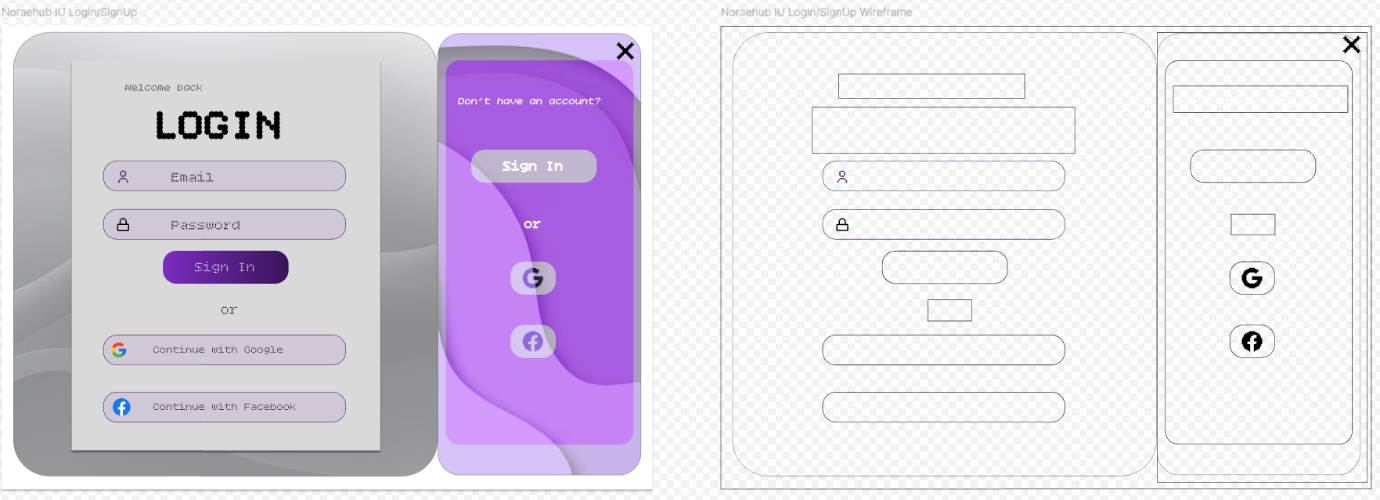 Noraehub IU Login/SignUp
Welcome back
LOGIN
Email
Password
Sign In
or
Continue with Google
Continue with Facebook
Don't have an account?
Sign In
or
Noraehub IU Login/SignUp Wireframe